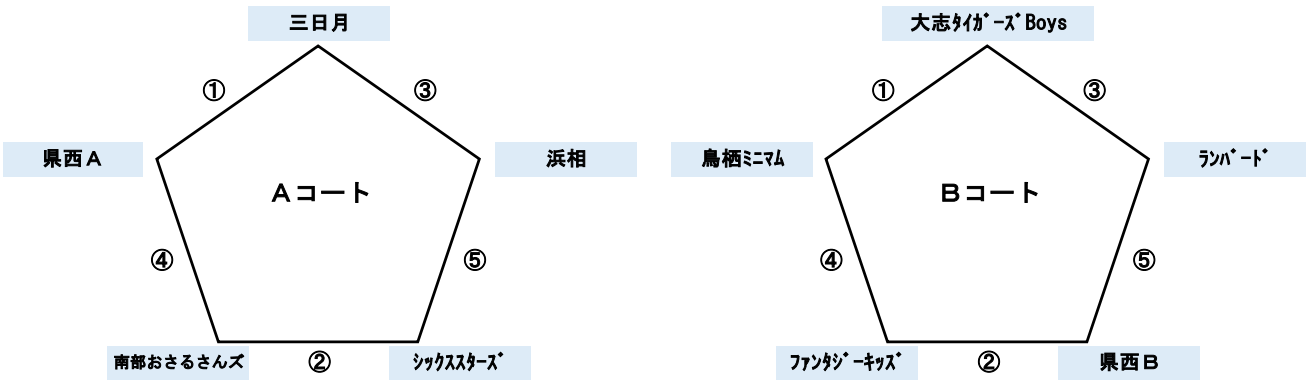 三日月
①
③
県西Ａ
浜相
Ａコート
④
⑤
南部おさるさんズ
②
ｼｯｸｽｽﾀｰｽﾞ
大志ﾀｲｶﾞｰｽﾞBoys
①
③
鳥栖ﾐﾆﾏﾑ
ﾗﾝﾊﾞｰﾄﾞ
Ｂコート
④
⑤
ﾌｧﾝﾀｼﾞｰｷｯｽﾞ
②
県西Ｂ